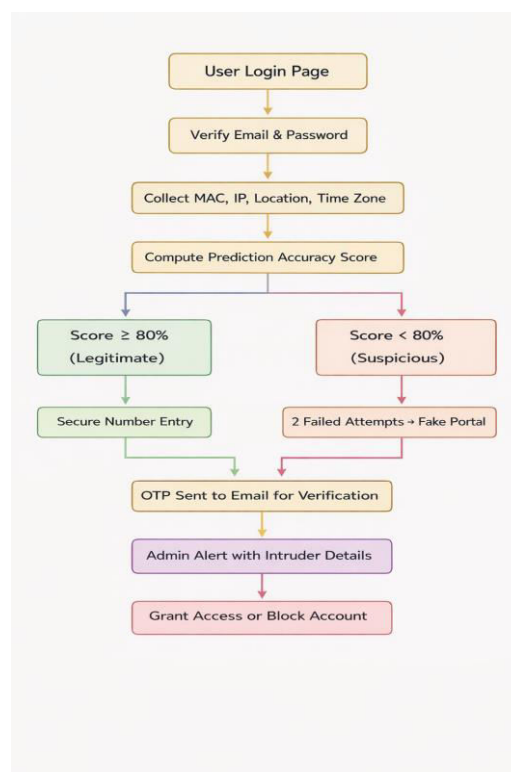 User Login Page
Verify Email & Password
Collect MAC, IP, Location, Time Zone
Compute Prediction Accuracy Score
Score ≥ 80%
(Legitimate)
Score < 80%
(Suspicious)
Secure Number Entry
2 Failed Attempts → Fake Portal
OTP Sent to Email for Verification
Admin Alert with Intruder Details
Grant Access or Block Account